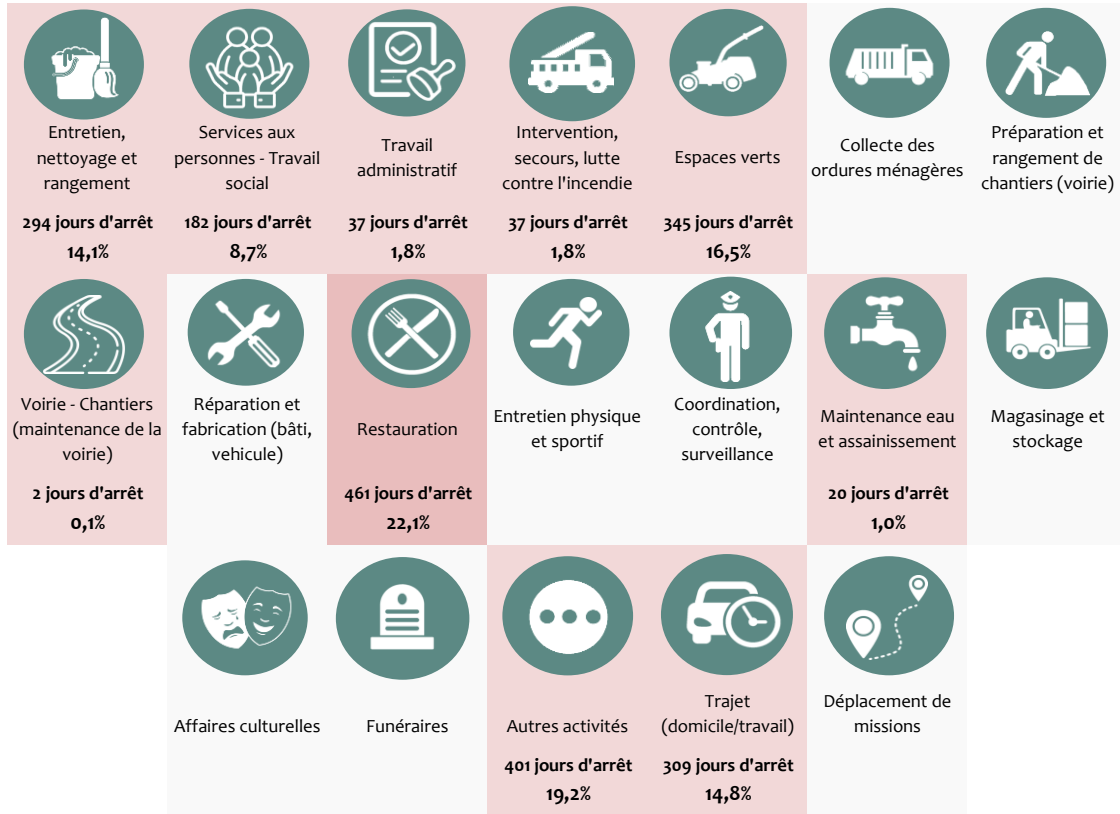 Entretien,
nettoyage et
rangement
294 jours d'arrêt
14,1%
Services aux
personnes - Travail
social
182 jours d'arrêt
8,7%
Travail
administratif
37 jours d'arrêt
1,8%
Intervention,
secours, lutte
contre l'incendie
37 jours d'arrêt
1,8%
Espaces verts
345 jours d'arrêt
16,5%
Collecte des
ordures ménagères
Préparation et
rangement de
chantiers (voirie)
Voirie - Chantiers
(maintenance de la
voirie)
2 jours d'arrêt
0,1%
Réparation et
fabrication (bâti,
vehicule)
Restauration
461 jours d'arrêt
22,1%
Entretien physique
et sportif
Coordination,
contrôle,
surveillance
Maintenance eau
et assainissement
20 jours d'arrêt
1,0%
Magasinage et
stockage
Affaires culturelles
Funéraires
Autres activités
401 jours d'arrêt
19,2%
Trajet
(domicile/travail)
309 jours d'arrêt
14,8%
Déplacement de
missions